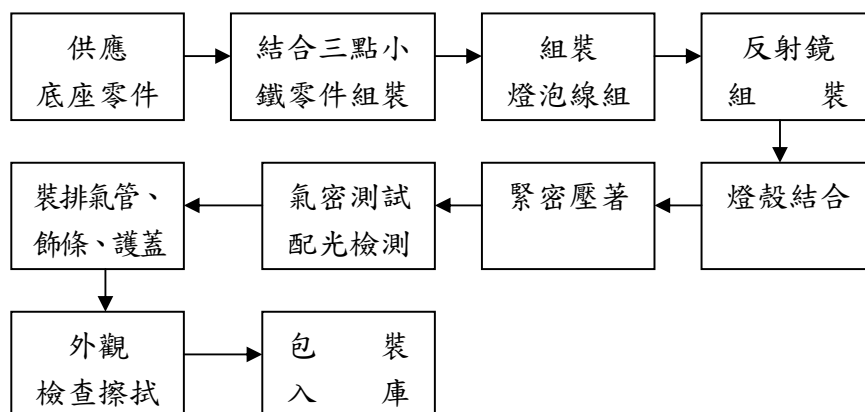 供應
底座零件
結合三點小
鐵零件組裝
組裝
燈泡線組
反射鏡
組　　裝
燈殼結合
緊密壓著
氣密測試
配光檢測
裝排氣管、
飾條、護蓋
外觀
檢查擦拭
包　　裝
入　　庫